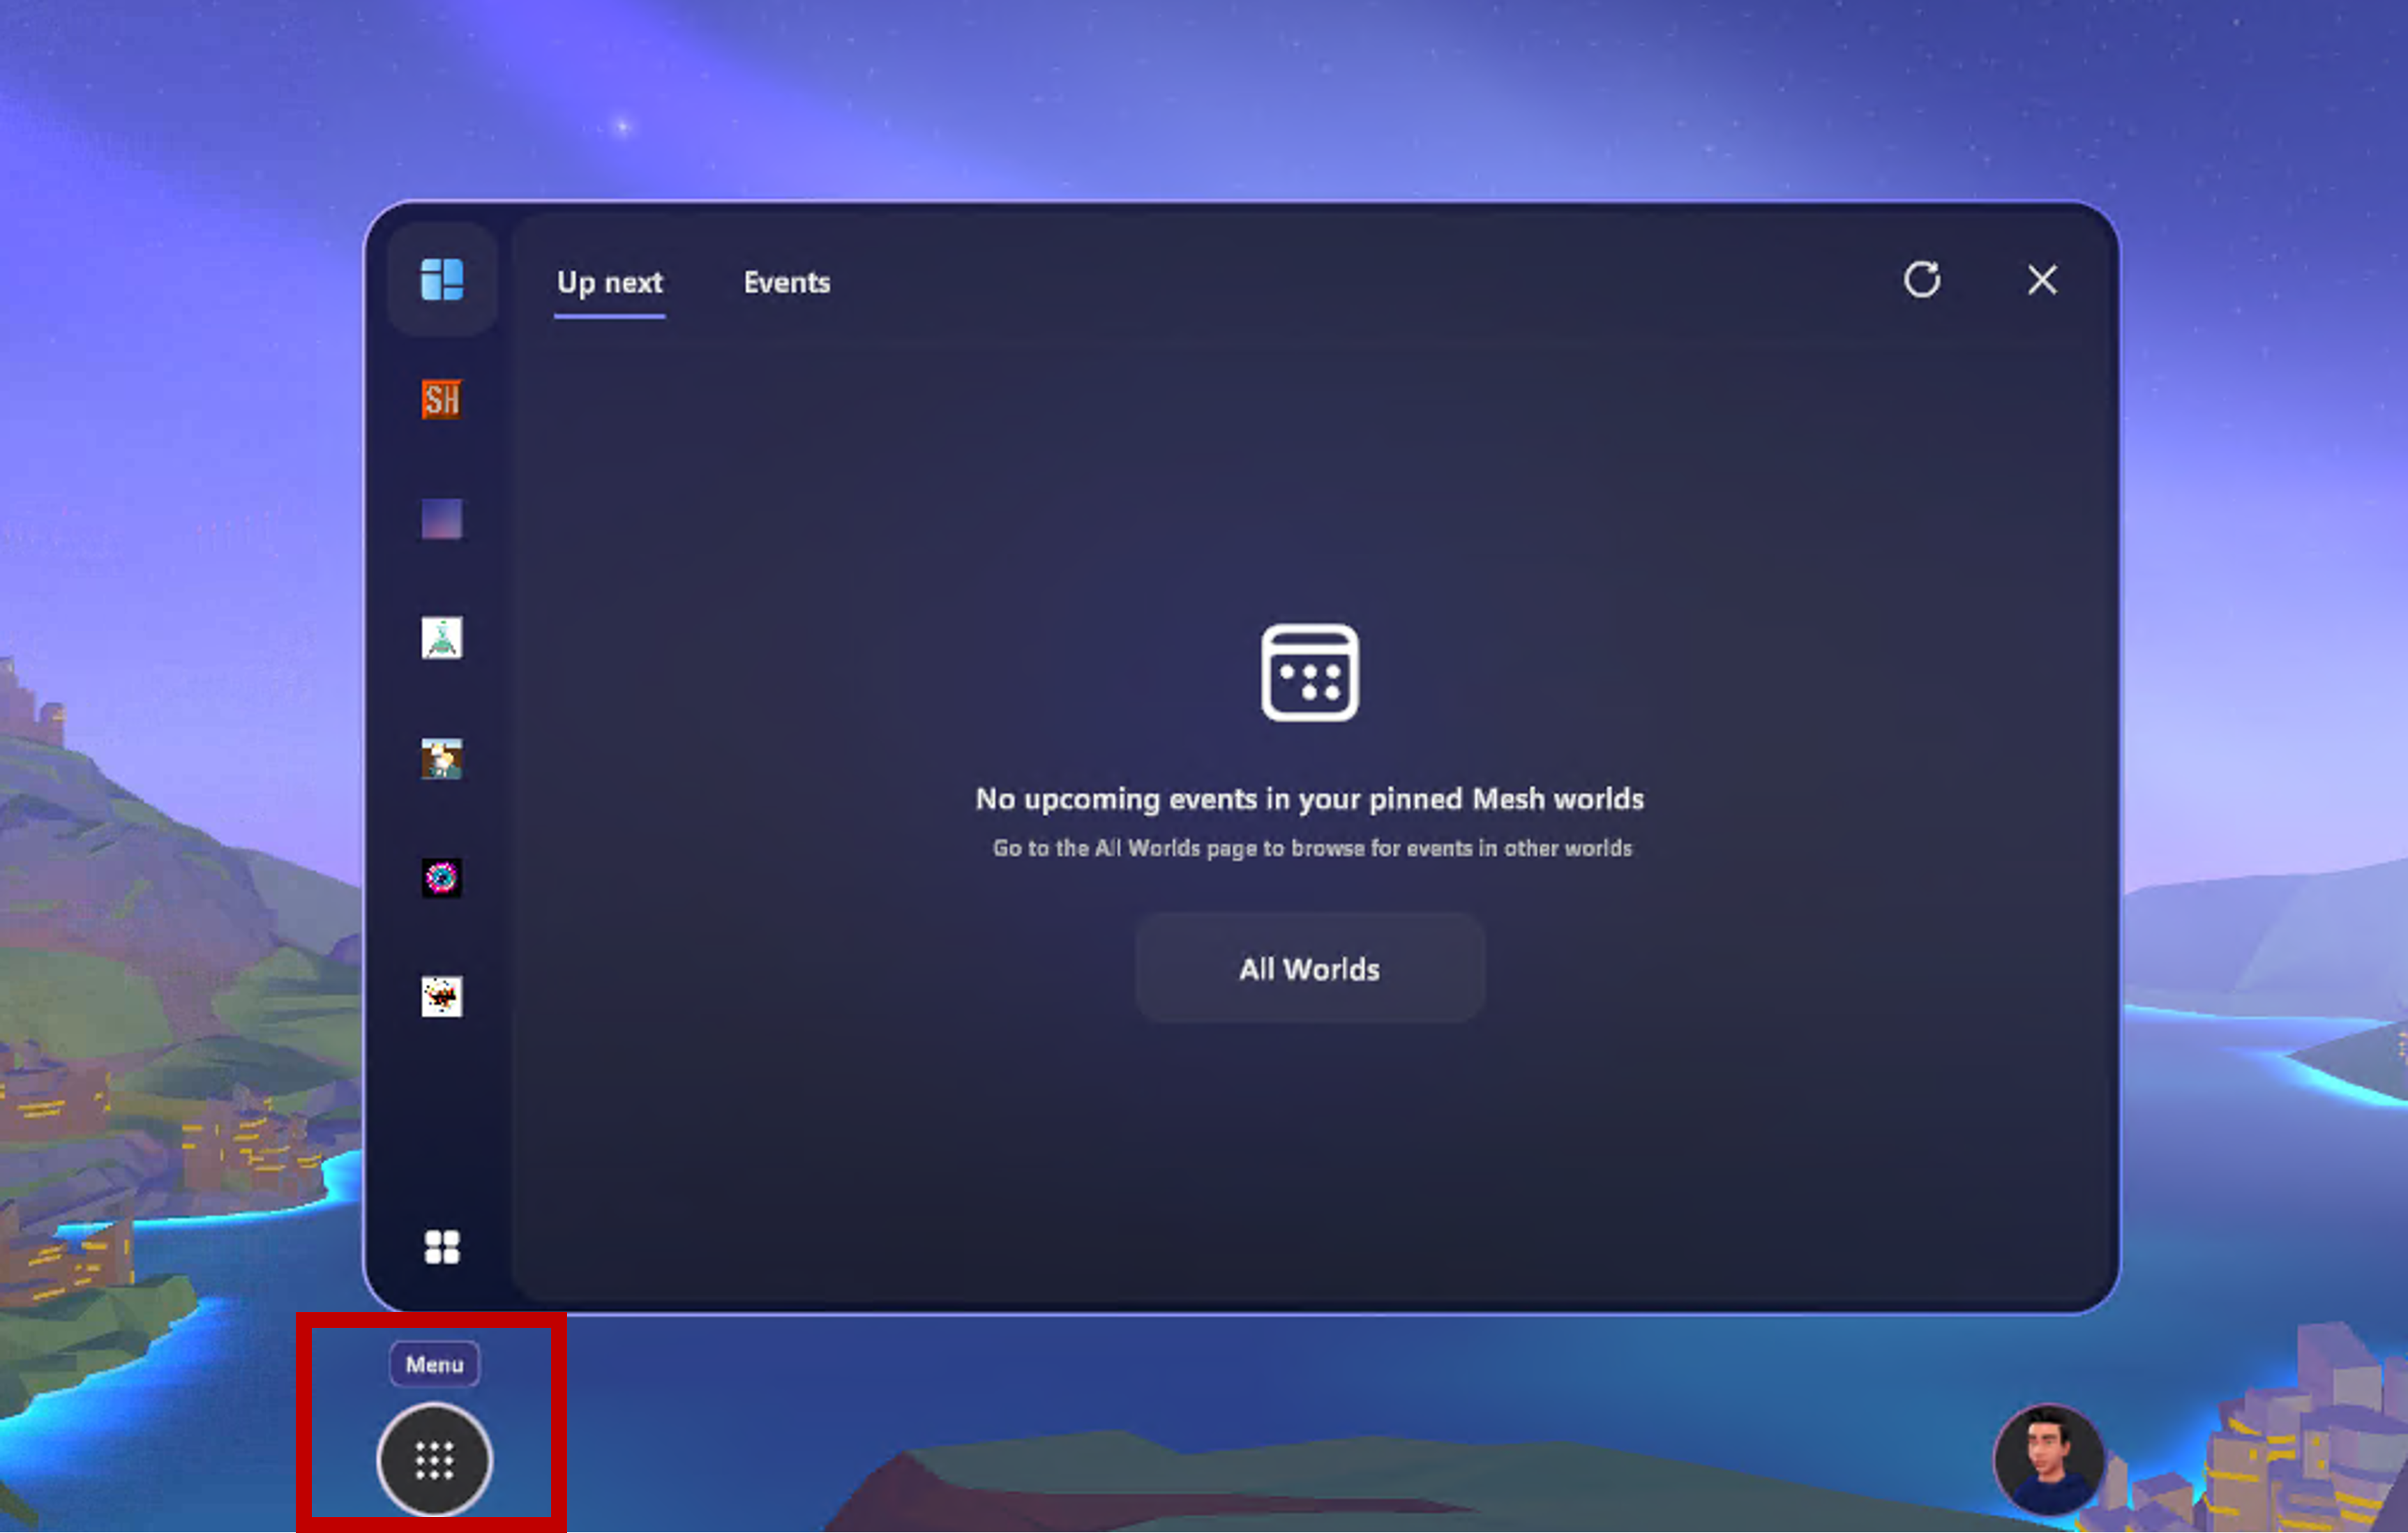 Up next
Events
SH
No upcoming events in your pinned Mesh worlds
Go to the All Worlds page to browse for events in other worlds
All Worlds
Menu